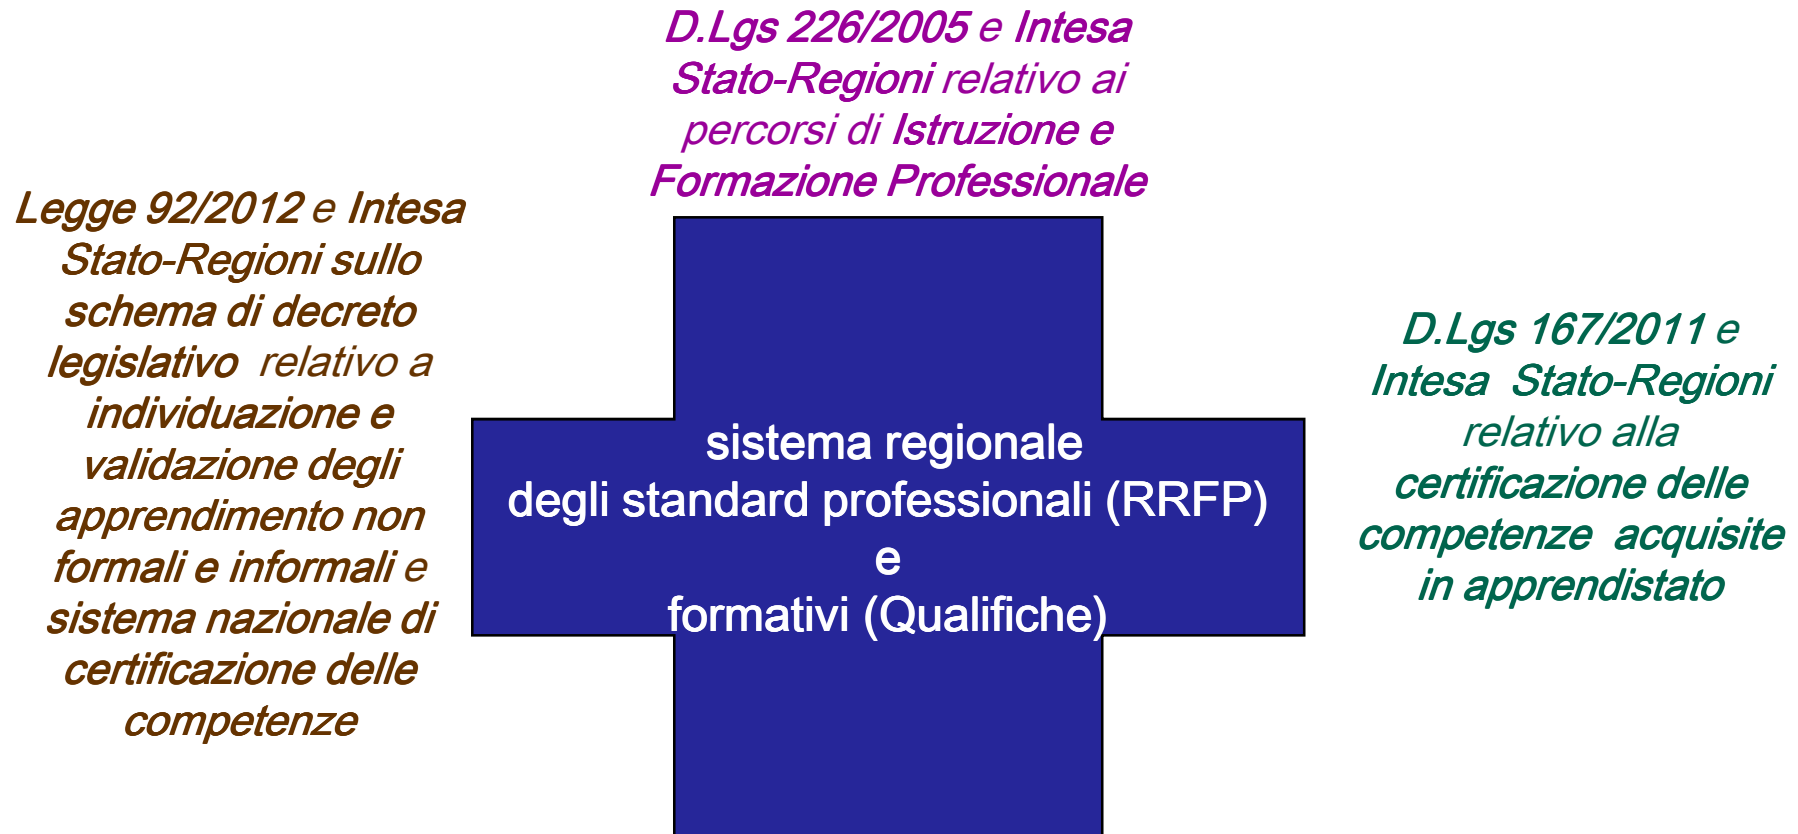 D.Lgs 226/2005 e Intesa
Stato-Regioni relativo ai
percorsi di Istruzione e
Formazione Professionale
Legge 92/2012 e Intesa
Stato-Regioni sullo
schema di decreto
legislativo relativo a
individuazione e
validazione degli
apprendimento non
formali e informali e
sistema nazionale di
certificazione delle
competenze
sistema regionale
degli standard professionali (RRFP)
e
formativi (Qualifiche)
D.Lgs 167/2011 e
Intesa Stato-Regioni
relativo alla
certificazione delle
competenze acquisite
in apprendistato